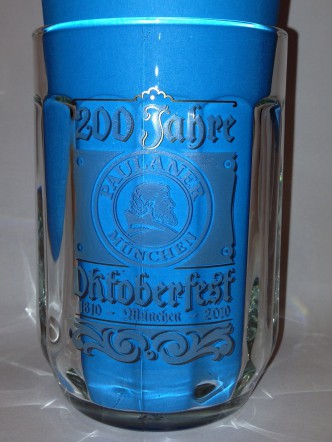 200 Jahre
PAULANER
MÜNCHEN
Oktoberfest
1810 - München - 2010